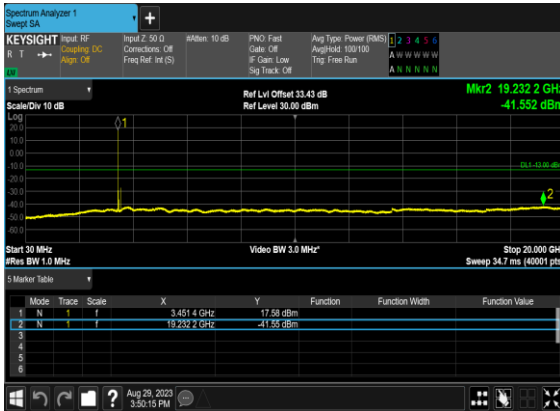 Spectrum Analyzer 1
Swept SA
+
KEYSIGHT Input: RF Input Z: 50 Ω #Atten: 10 dB PNO: Fast Avg Type: Power (RMS) 1 2 3 4 5 6
R T Coupling: DC Corrections: Off Gate: Off Avg|Hold: 100/100 A W W W W W
Align: Off Freq Ref: Int (S) IF Gain: Low Trig: Free Run
Sig Track: Off A N N N N N
1 Spectrum Ref Lvl Offset 33.43 dB Mkr2 19.232 2 GHz
Scale/Div 10 dB Ref Level 30.00 dBm -41.552 dBm
Log
20.0
10.0
0.00
-10.0
-20.0
-30.0
-40.0
-50.0
-60.0
1
DL1 -13.00 dBm
2
Start 30 MHz Video BW 3.0 MHz* Stop 20.000 GHz
#Res BW 1.0 MHz Sweep 34.7 ms (40001 pts)
5 Marker Table
Mode Trace Scale X Y Function Function Width Function Value
1 N 1 f 3.451 4 GHz 17.58 dBm
2 N 1 f 19.232 2 GHz -41.55 dBm
3
4
5
6
? Aug 29, 2023
3:50:15 PM